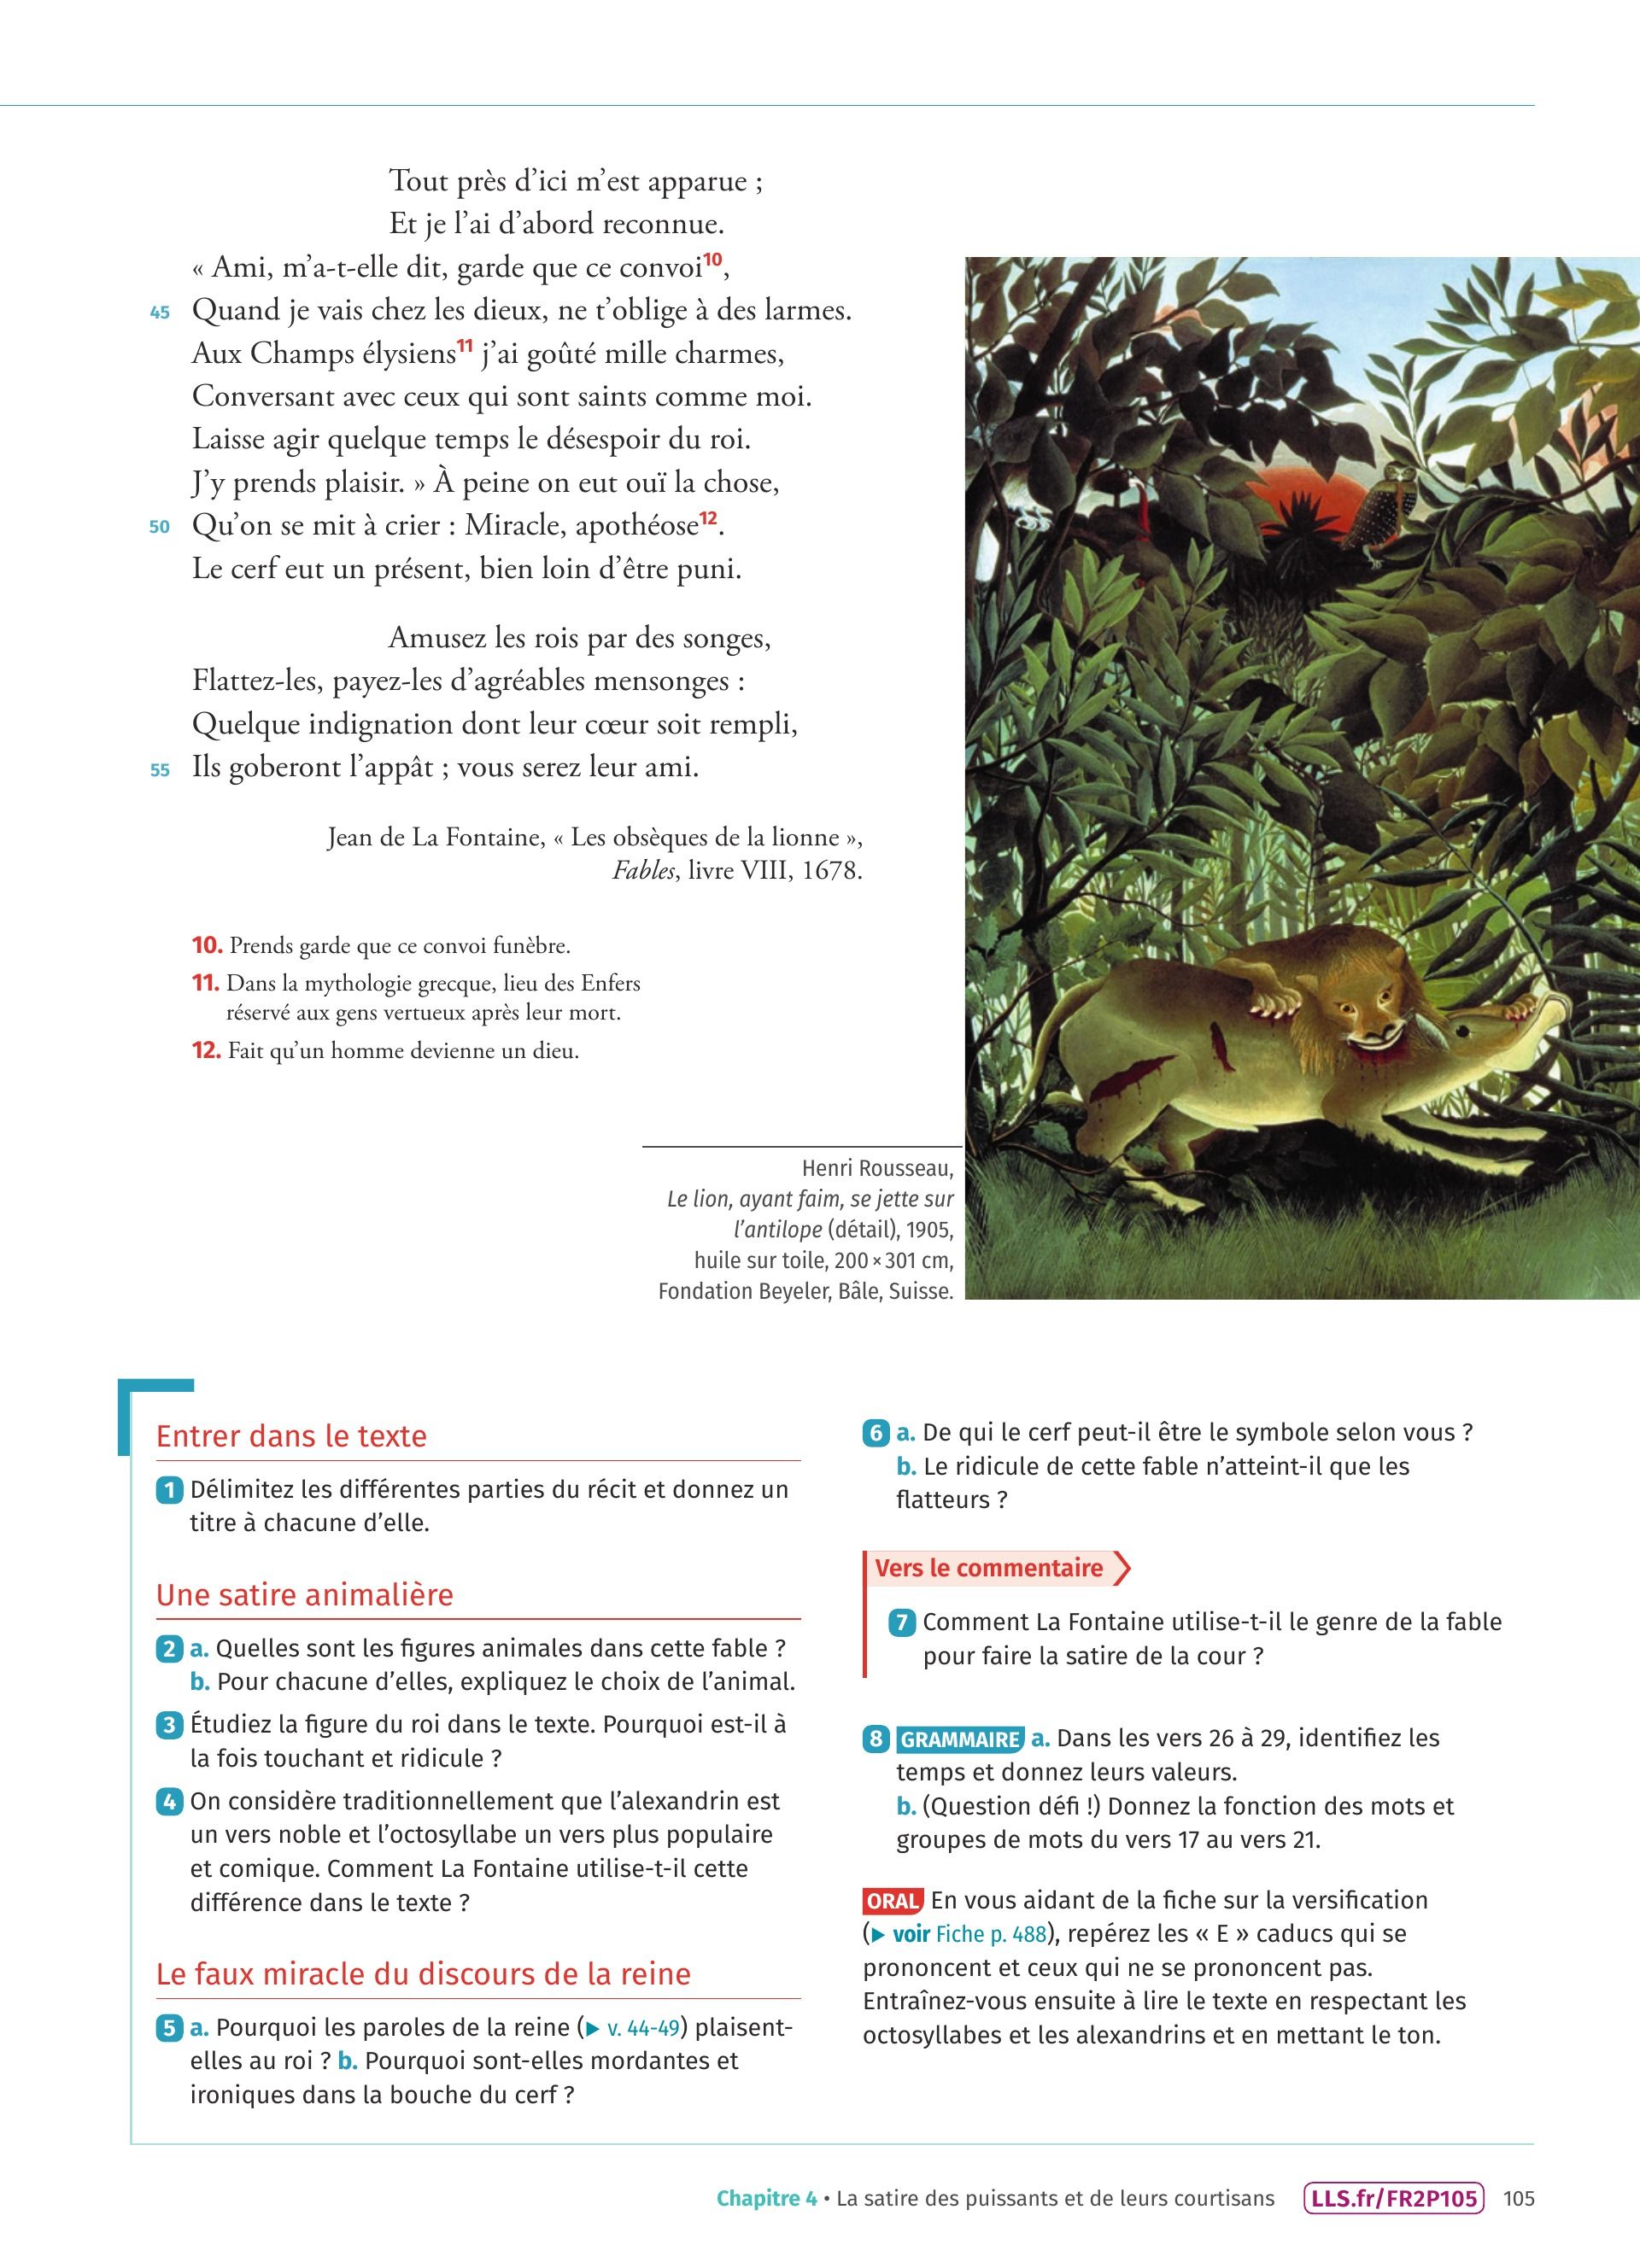 Tout près d'ici m'est apparue ;
Et je l'ai d'abord reconnue.
« Ami, m'a-t-elle dit, garde que ce convoi10,
45 Quand je vais chez les dieux, ne t'oblige à des larmes.
Aux Champs élysiens11 j'ai goûté mille charmes,
Conversant avec ceux qui sont saints comme moi.
Laisse agir quelque temps le désespoir du roi.
J'y prends plaisir. » À peine on eut ouï la chose,
50 Qu'on se mit à crier : Miracle, apothéose12.
Le cerf eut un présent, bien loin d'être puni.
Amusez les rois par des songes,
Flattez-les, payez-les d'agréables mensonges :
Quelque indignation dont leur cœur soit rempli,
55 Ils goberont l'appât ; vous serez leur ami.
Jean de La Fontaine, « Les obsèques de la lionne »,
Fables, livre VIII, 1678.
10. Prends garde que ce convoi funèbre.
11. Dans la mythologie grecque, lieu des Enfers
réservé aux gens vertueux après leur mort.
12. Fait qu'un homme devienne un dieu.
Henri Rousseau,
Le lion, ayant faim, se jette sur
l'antilope (détail), 1905,
huile sur toile, 200 × 301 cm,
Fondation Beyeler, Bâle, Suisse.
Entrer dans le texte
1 Délimitez les différentes parties du récit et donnez un
titre à chacune d'elle.
Une satire animalière
2 a. Quelles sont les figures animales dans cette fable ?
b. Pour chacune d'elles, expliquez le choix de l'animal.
3 Étudiez la figure du roi dans le texte. Pourquoi est-il à
la fois touchant et ridicule ?
4 On considère traditionnellement que l'alexandrin est
un vers noble et l'octosyllabe un vers plus populaire
et comique. Comment La Fontaine utilise-t-il cette
différence dans le texte ?
Le faux miracle du discours de la reine
5 a. Pourquoi les paroles de la reine (▶ v. 44-49) plaisent-
elles au roi ? b. Pourquoi sont-elles mordantes et
ironiques dans la bouche du cerf ?
6 a. De qui le cerf peut-il être le symbole selon vous ?
b. Le ridicule de cette fable n'atteint-il que les
flatteurs ?
Vers le commentaire
7 Comment La Fontaine utilise-t-il le genre de la fable
pour faire la satire de la cour ?
8 GRAMMAIRE a. Dans les vers 26 à 29, identifiez les
temps et donnez leurs valeurs.
b. (Question défi !) Donnez la fonction des mots et
groupes de mots du vers 17 au vers 21.
ORAL En vous aidant de la fiche sur la versification
(▶ voir Fiche p. 488), repérez les « E » caducs qui se
prononcent et ceux qui ne se prononcent pas.
Entraînez-vous ensuite à lire le texte en respectant les
octosyllabes et les alexandrins et en mettant le ton.
Chapitre 4 • La satire des puissants et de leurs courtisans LLS.fr/FR2P105 105